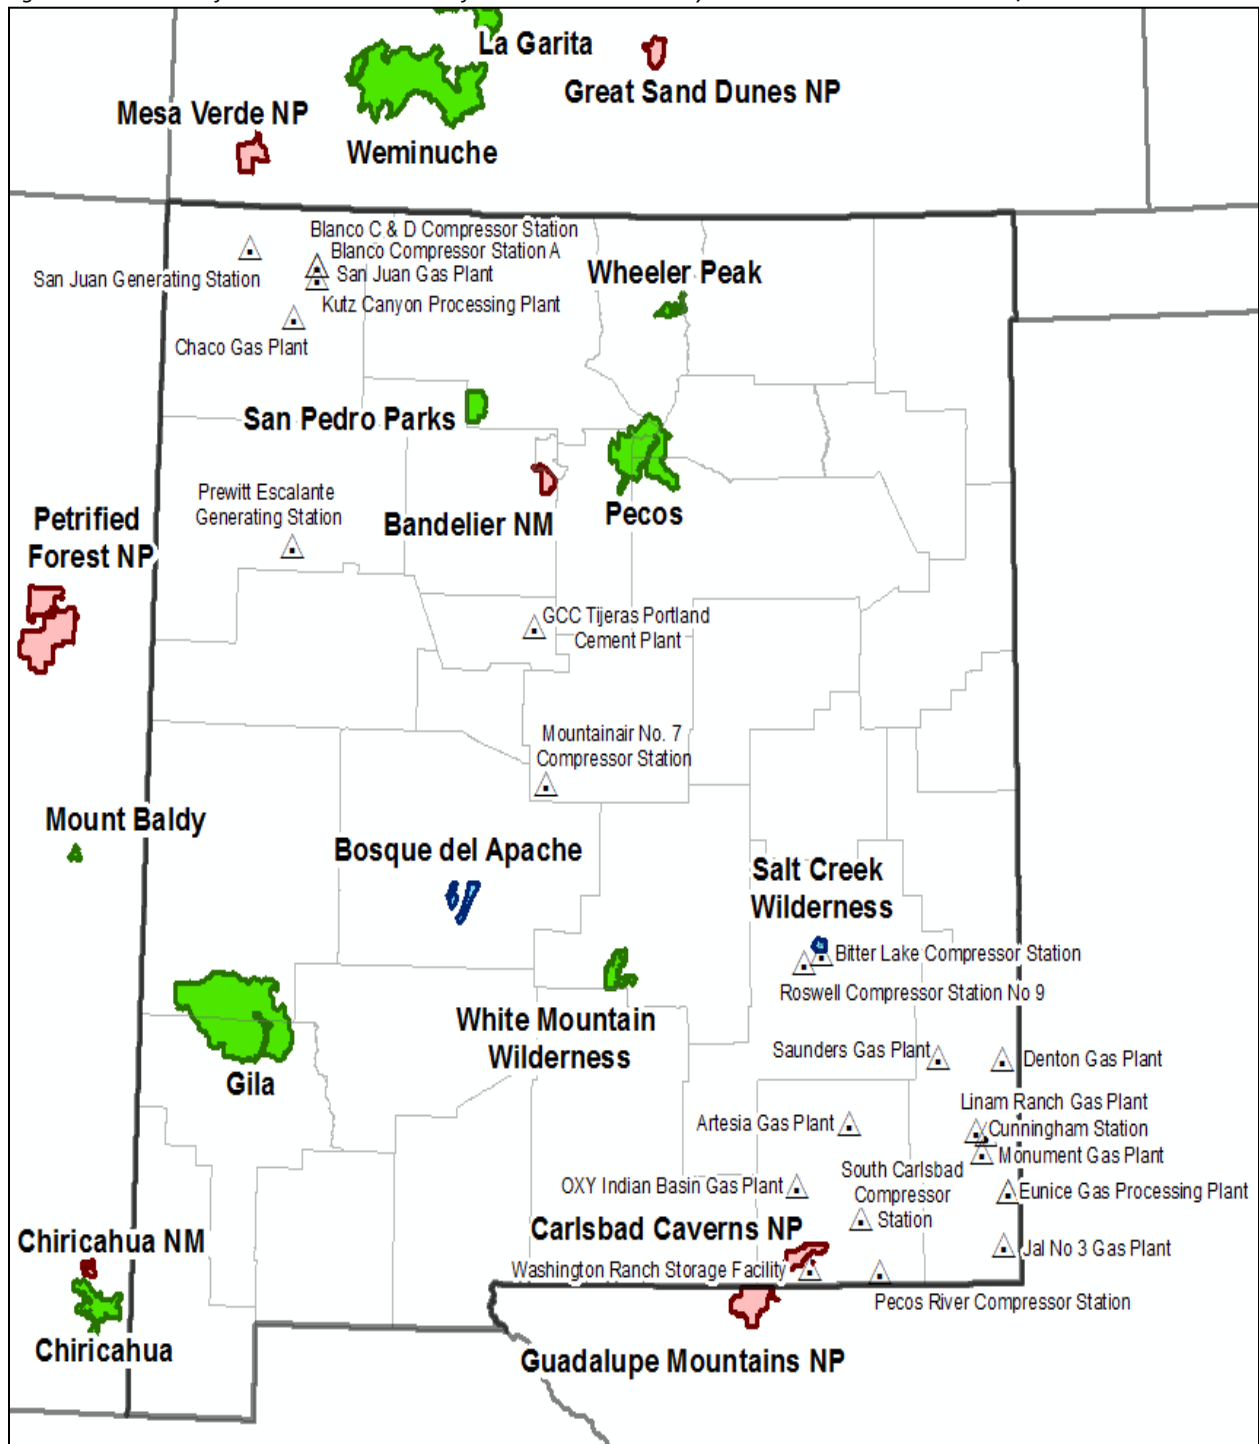 La Garita
Great Sand Dunes NP
Mesa Verde NP
Weminuche
Blanco C & D Compressor Station
Blanco Compressor Station A
San Juan Generating Station
San Juan Gas Plant
Wheeler Peak
Kutz Canyon Processing Plant
Chaco Gas Plant
San Pedro Parks
Prewitt Escalante
Generating Station
Petrified
Forest NP
Bandelier NM
Pecos
GCC Tijeras Portland
Cement Plant
Mountainair No. 7
Compressor Station
Mount Baldy
Bosque del Apache
Salt Creek
Wilderness
Bitter Lake Compressor Station
Roswell Compressor Station No 9
White Mountain
Wilderness
Gila
Saunders Gas Plant
Denton Gas Plant
Linam Ranch Gas Plant
Artesia Gas Plant
Cunningham Station
Monument Gas Plant
South Carlsbad
Compressor
Station
OXY Indian Basin Gas Plant
Eunice Gas Processing Plant
Carlsbad Caverns NP
Chiricahua NM
Jal No 3 Gas Plant
Washington Ranch Storage Facility
Pecos River Compressor Station
Chiricahua
Guadalupe Mountains NP